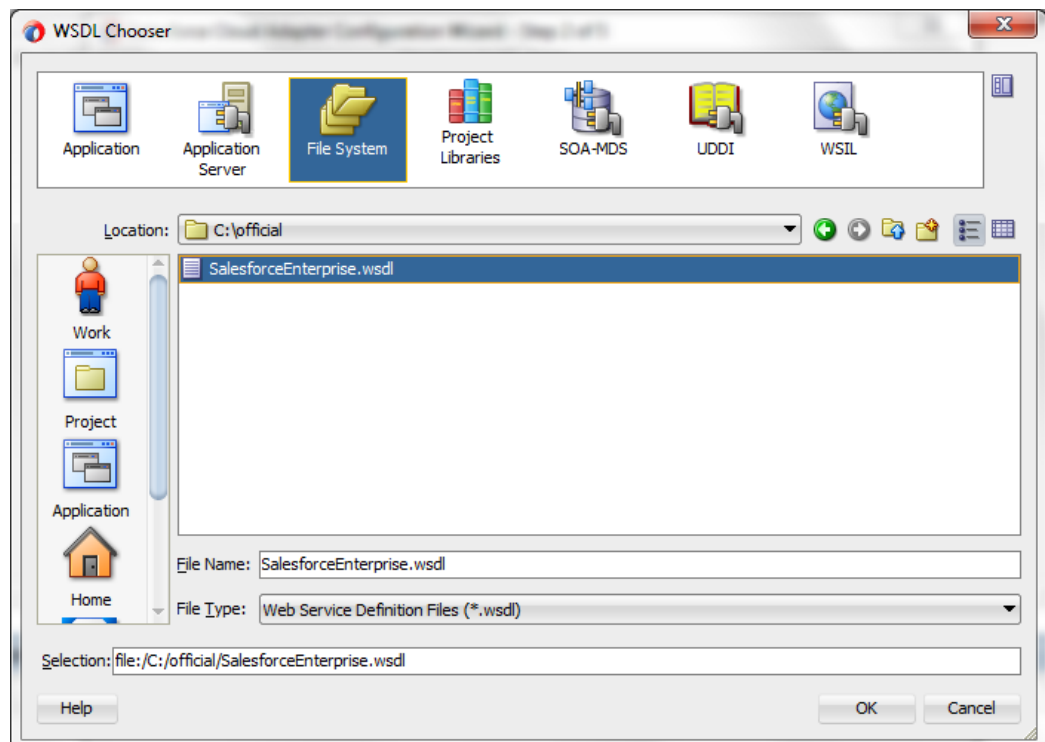 WSDL Chooser
Application
Application Server
File System
Project Libraries
SOA-MDS
UDDI
WSIL
Location: C:\official
SalesforceEnterprise.wsdl
Work
Project
Application
Home
File Name: SalesforceEnterprise.wsdl
File Type: Web Service Definition Files (*.wsdl)
Selection: file:/C:/official/SalesforceEnterprise.wsdl
Help
OK
Cancel